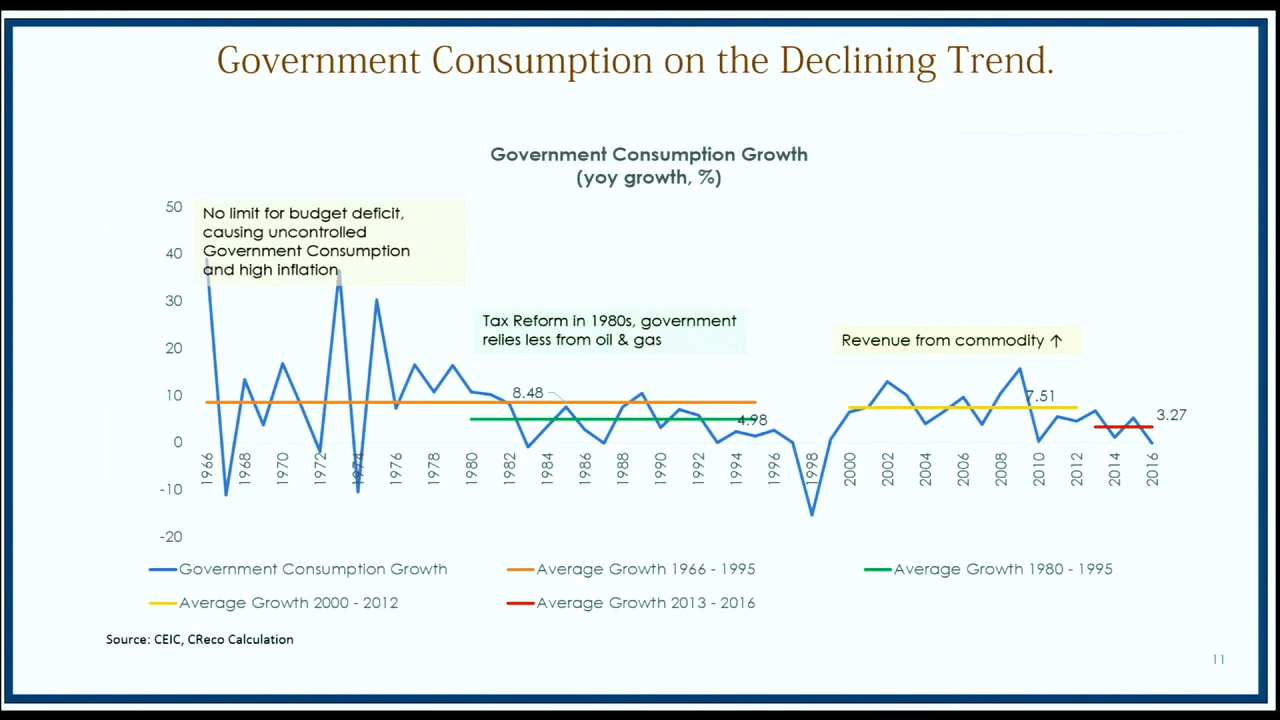 Government Consumption on the Declining Trend.
Government Consumption Growth
(yoy growth, %)
50
40
30
20
10
0
-10
-20
No limit for budget deficit,
causing uncontrolled
Government Consumption
and high inflation
Tax Reform in 1980s, government
relies less from oil & gas
Revenue from commodity ↑
8.48
4.98
7.51
3.27
1966
1968
1970
1972
1974
1976
1978
1980
1982
1984
1986
1988
1990
1992
1994
1996
1998
2000
2002
2004
2006
2008
2010
2012
2014
2016
Government Consumption Growth
Average Growth 1966 - 1995
Average Growth 1980 - 1995
Average Growth 2000 - 2012
Average Growth 2013 - 2016
Source: CEIC, CReco Calculation
11